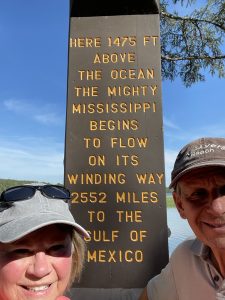 HERE 1475 FT
ABOVE
THE OCEAN
THE MIGHTY
MISSISSIPPI
BEGINS
TO FLOW
ON ITS
WINDING WAY
2552 MILES
TO THE
GULF OF
MEXICO